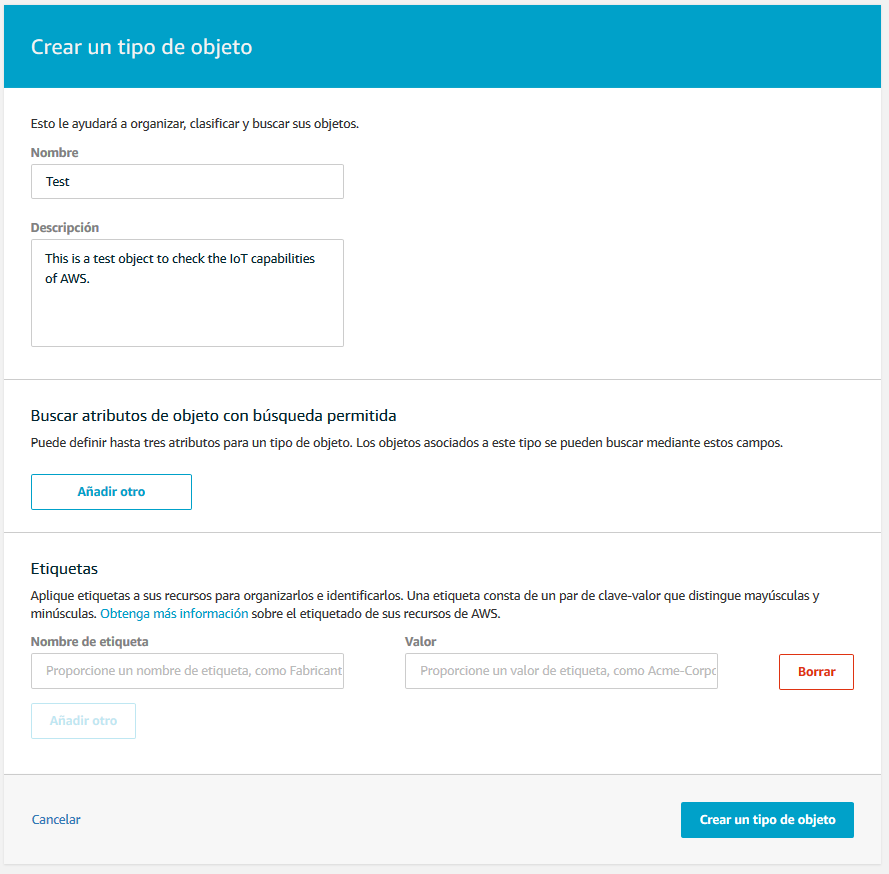 Crear un tipo de objeto
Esto le ayudará a organizar, clasificar y buscar sus objetos.
Nombre
Test
Descripción
This is a test object to check the IoT capabilities
of AWS.
Buscar atributos de objeto con búsqueda permitida
Puede definir hasta tres atributos para un tipo de objeto. Los objetos asociados a este tipo se pueden buscar mediante estos campos.
Añadir otro
Etiquetas
Aplique etiquetas a sus recursos para organizarlos e identificarlos. Una etiqueta consta de un par de clave-valor que distingue mayúsculas y
minúsculas. Obtenga más información sobre el etiquetado de sus recursos de AWS.
Nombre de etiqueta Valor
Proporcione un nombre de etiqueta, como Fabricant Proporcione un valor de etiqueta, como Acme-Corpo Borrar
Añadir otro
Cancelar Crear un tipo de objeto